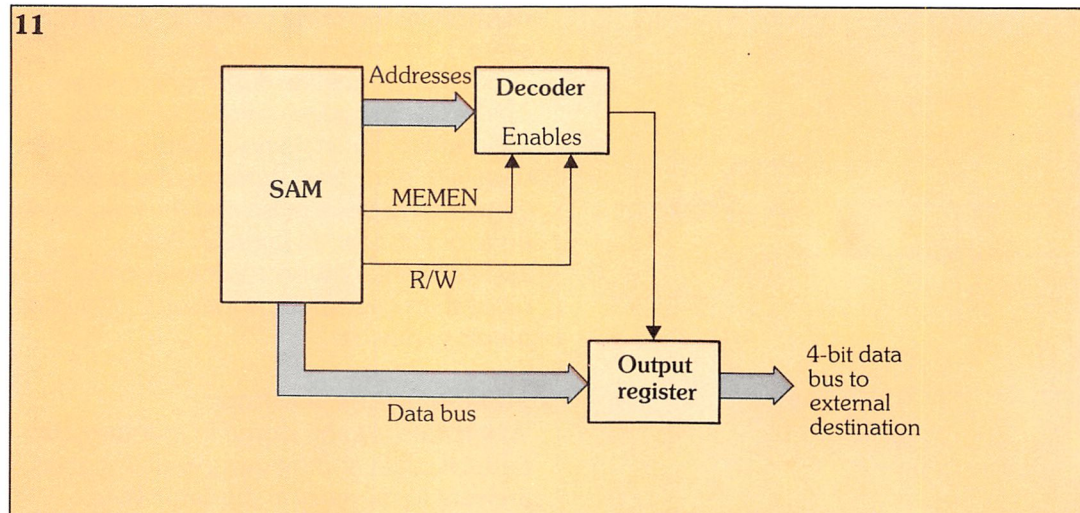 11
Addresses
Decoder
Enables
SAM
MEMEN
R/W
Output
register
Data bus
4-bit data
bus to
external
destination